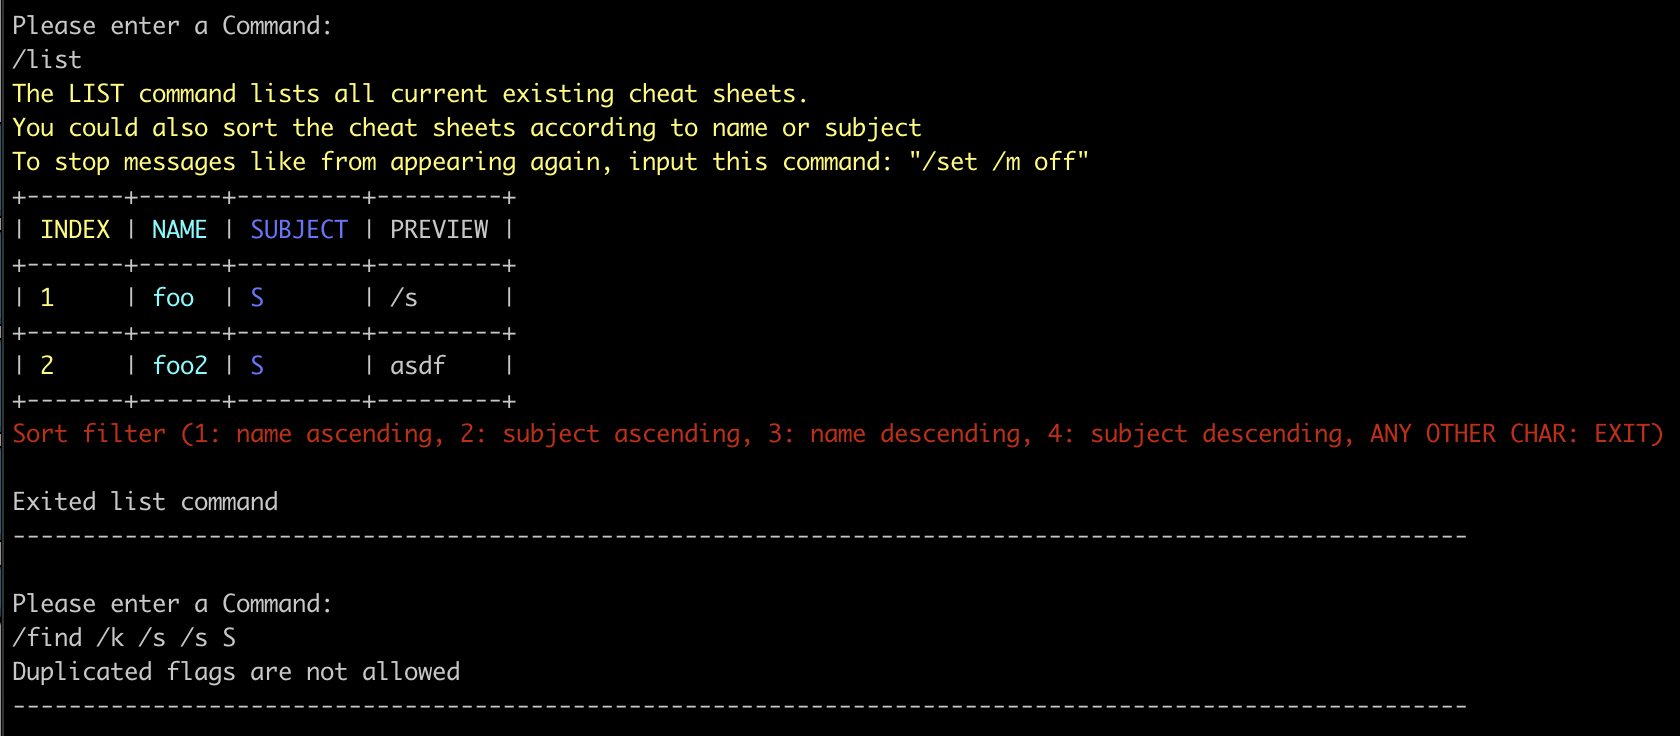 Please enter a Command:
/list
The LIST command lists all current existing cheat sheets.
You could also sort the cheat sheets according to name or subject
To stop messages like from appearing again, input this command: "/set /m off"
+-------+------+---------+---------+
| INDEX | NAME | SUBJECT | PREVIEW |
+-------+------+---------+---------+
| 1     | foo  | S       | /s      |
+-------+------+---------+---------+
| 2     | foo2 | S       | asdf    |
+-------+------+---------+---------+
Sort filter (1: name ascending, 2: subject ascending, 3: name descending, 4: subject descending, ANY OTHER CHAR: EXIT)
Exited list command
--------------------------------------------------------------------------------------------------------
Please enter a Command:
/find /k /s /s S
Duplicated flags are not allowed
--------------------------------------------------------------------------------------------------------